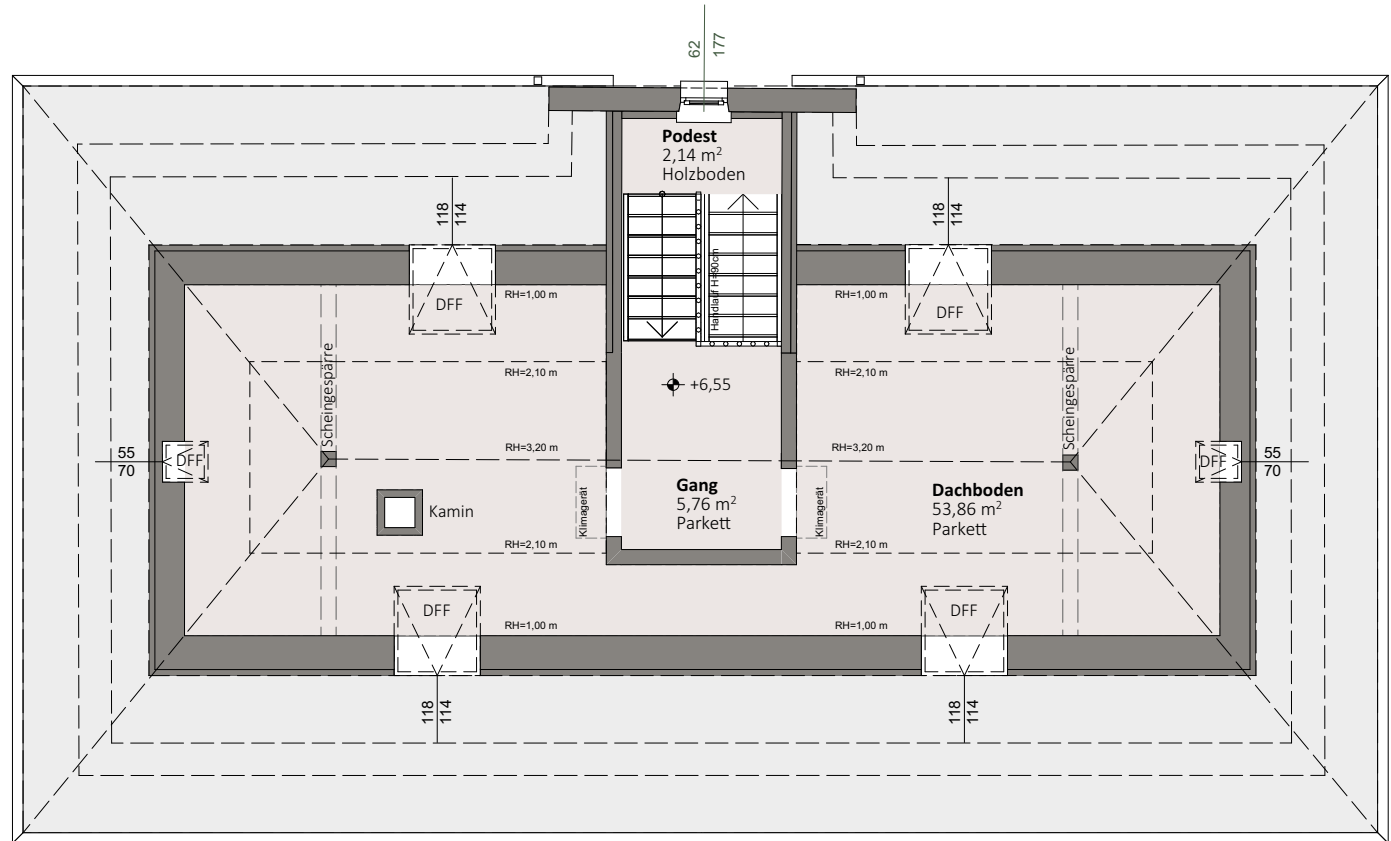 62
177
Podest
2,14 m²
Holzboden
118
114
118
114
Handlauf H=90cm
RH=1,00 m
RH=1,00 m
DFF
DFF
Scheingespärre
Scheingespärre
RH=2,10 m
RH=2,10 m
+6,55
RH=3,20 m
RH=3,20 m
55
70
DFF
DFF
55
70
Gang
5,76 m²
Parkett
Dachboden
53,86 m²
Parkett
Klimagerät
Klimagerät
Kamin
RH=2,10 m
RH=2,10 m
DFF
DFF
RH=1,00 m
RH=1,00 m
118
114
118
114